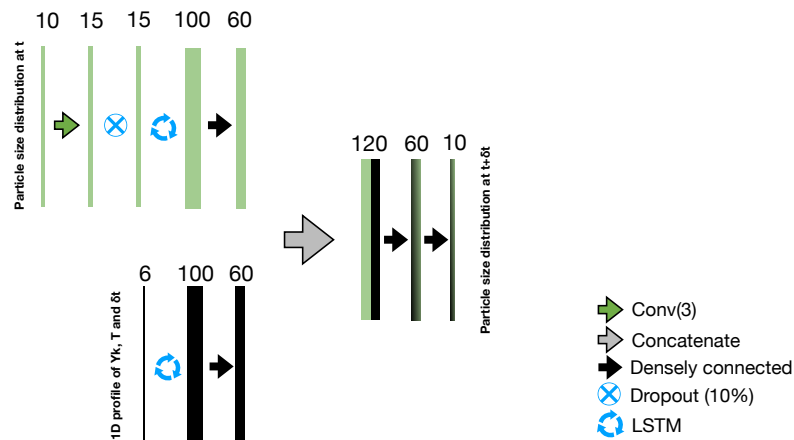 10 15 15 100 60
Particle size distribution at t
120 60 10
Particle size distribution at t+δt
6 100 60
1D profile of Yk, T and δt
Conv(3)
Concatenate
Densely connected
Dropout (10%)
LSTM